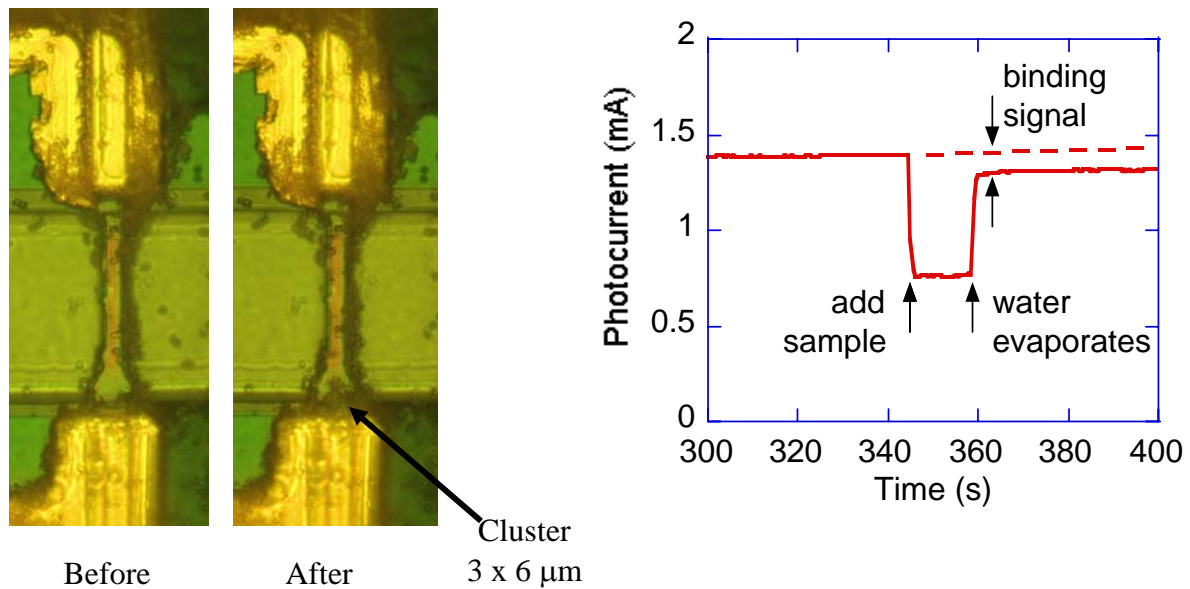 Before
After
Cluster
3 x 6 μm
Photocurrent (mA)
2
1.5
1
0.5
0
300
320
340
360
380
400
Time (s)
binding
signal
add
sample
water
evaporates